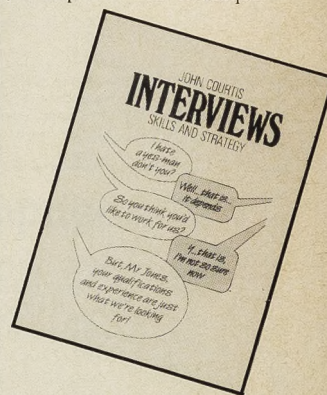 JOHN COURTIS
INTERVIEWS
SKILLS AND STRATEGY
I hate
a yes-man
don't you?
Well...that is...
is depends
So you think you'd
like to work for us?
Y...that is,
I'm not so sure
now
But, Mr Jones,
your qualifications
and experience are just
what we're looking
for!